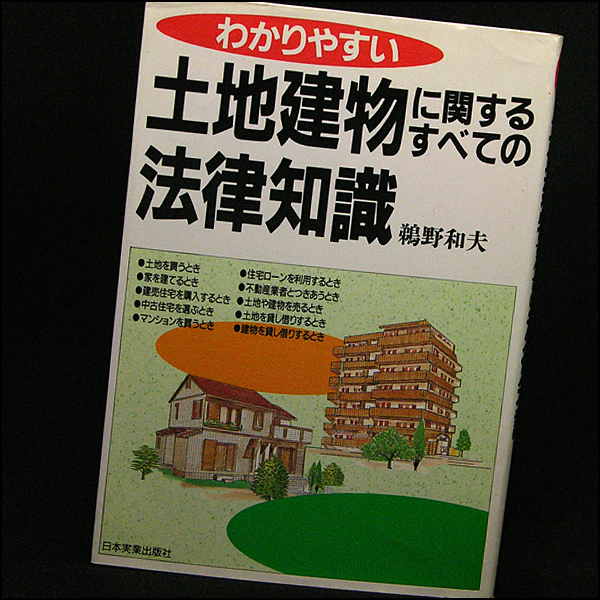 わかりやすい
土地建物に関する
すべての
法律知識
鵜野和夫
●土地を買うとき
●家を建てるとき
●建売住宅を購入するとき
●中古住宅を選ぶとき
●マンションを買うとき
●住宅ローンを利用するとき
●不動産業者とつきあうとき
●土地や建物を売るとき
●土地を貸し借りするとき
●建物を貸し借りするとき
日本実業出版社